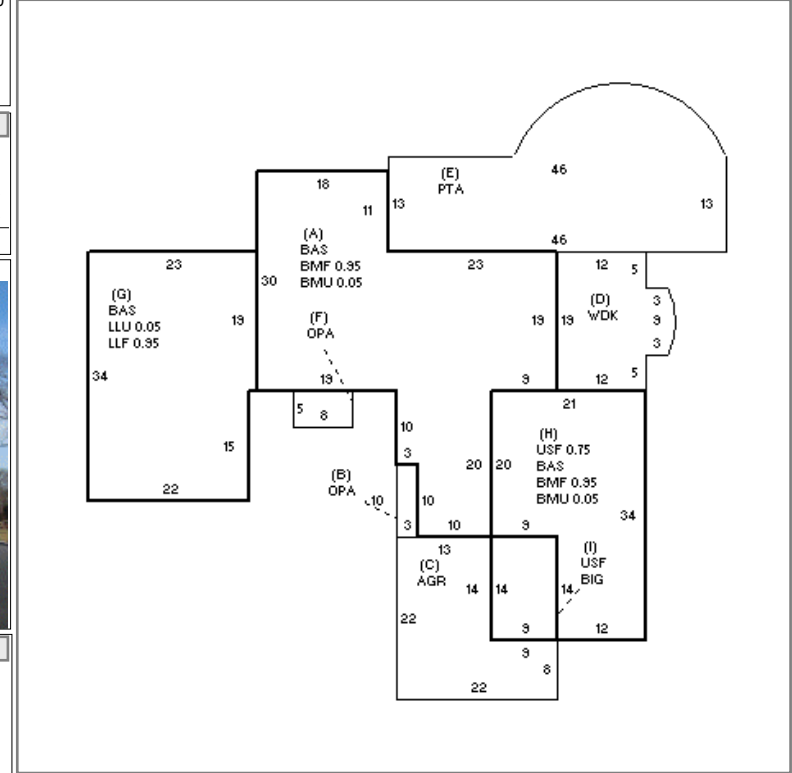 46
(E)
PTA
18
11
13
13
46
(A)
BAS
BMF 0.95
BMU 0.05
23
23
12
5
30
(G)
BAS
LLU 0.05
LLF 0.95
(D)
WDK
3
9
3
(F)
OPA
19
19
19
34
19
9
12
5
5
8
21
10
(H)
USF 0.75
BAS
BMF 0.95
BMU 0.05
15
3
20
20
(B)
OPA
22
10
10
34
3
10
9
13
(C)
AGR
(I)
USF
BIG
14
14
14
22
9
12
9
8
22